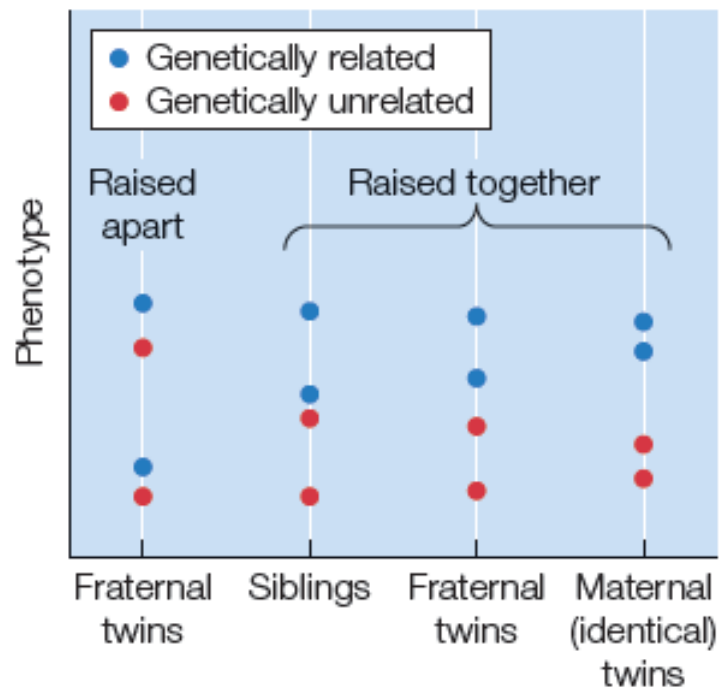 Genetically related
Genetically unrelated
Raised
apart
Raised together
Phenotype
Fraternal
twins
Siblings
Fraternal
twins
Maternal
(identical)
twins